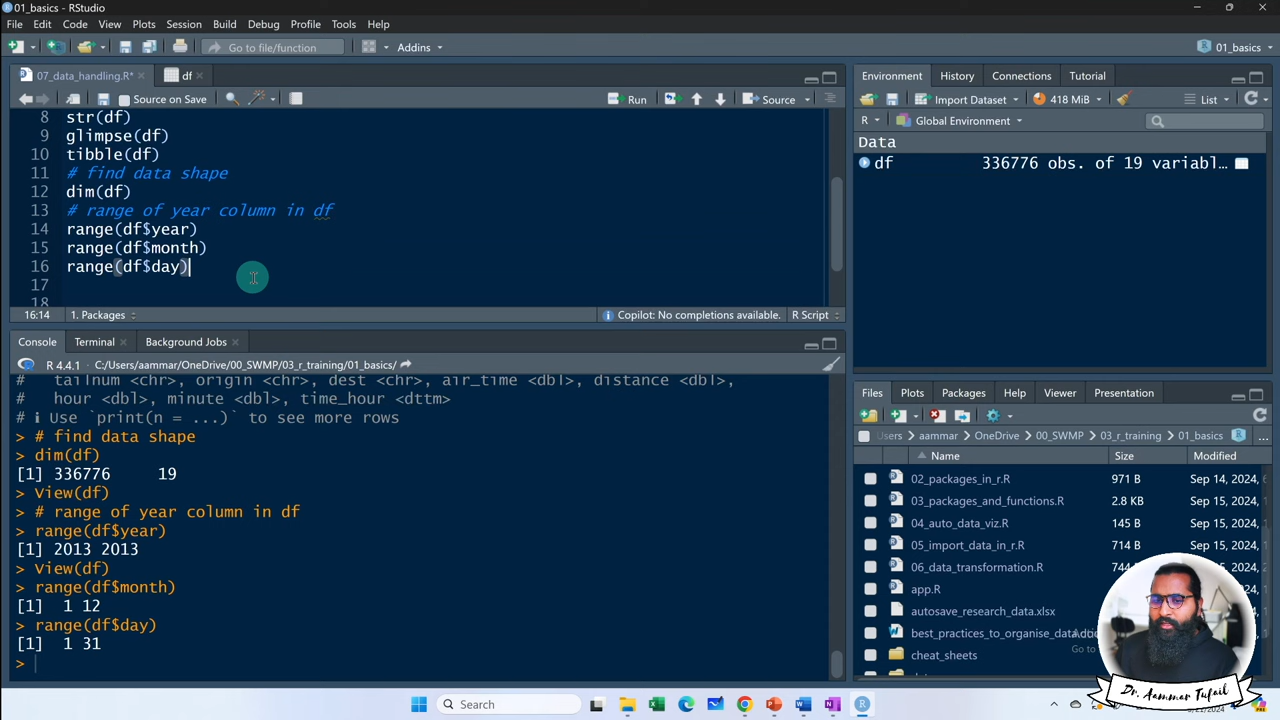 01_basics - RStudio
File Edit Code View Plots Session Build Debug Profile Tools Help
Go to file/function Addins 01_basics
07_data_handling.R* df
Source on Save Run Source
8 str(df)
9 glimpse(df)
10 tibble(df)
11 # find data shape
12 dim(df)
13 # range of year column in df
14 range(df$year)
15 range(df$month)
16 range(df$day)
17
18
16:14 1. Packages Copilot: No completions available. R Script
Console Terminal Background Jobs
R 4.4.1 · C:/Users/aammar/OneDrive/00_SWMP/03_r_training/01_basics/
# tailnum <chr>, origin <chr>, dest <chr>, air_time <dbl>, distance <dbl>,
# hour <dbl>, minute <dbl>, time_hour <dttm>
# ℹ Use `print(n = ...)` to see more rows
> # find data shape
> dim(df)
[1] 336776 19
> View(df)
> # range of year column in df
> range(df$year)
[1] 2013 2013
> View(df)
> range(df$month)
[1] 1 12
> range(df$day)
[1] 1 31
>
Environment History Connections Tutorial
Import Dataset 418 MiB List
R Global Environment
Data
df 336776 obs. of 19 variabl...
Files Plots Packages Help Viewer Presentation
Users aammar OneDrive 00_SWMP 03_r_training 01_basics ...
Name Size Modified
02_packages_in_r.R 971 B Sep 14, 2024,
03_packages_and_functions.R 2.8 KB Sep 15, 2024,
04_auto_data_viz.R 145 B Sep 15, 2024,
05_import_data_in_r.R 714 B Sep 15, 2024,
06_data_transformation.R 744 Sep 15, 2024,
app.R
autosave_research_data.xlsx
best_practices_to_organise_data.do
cheat_sheets
Dr. Aammar Tufail
Search